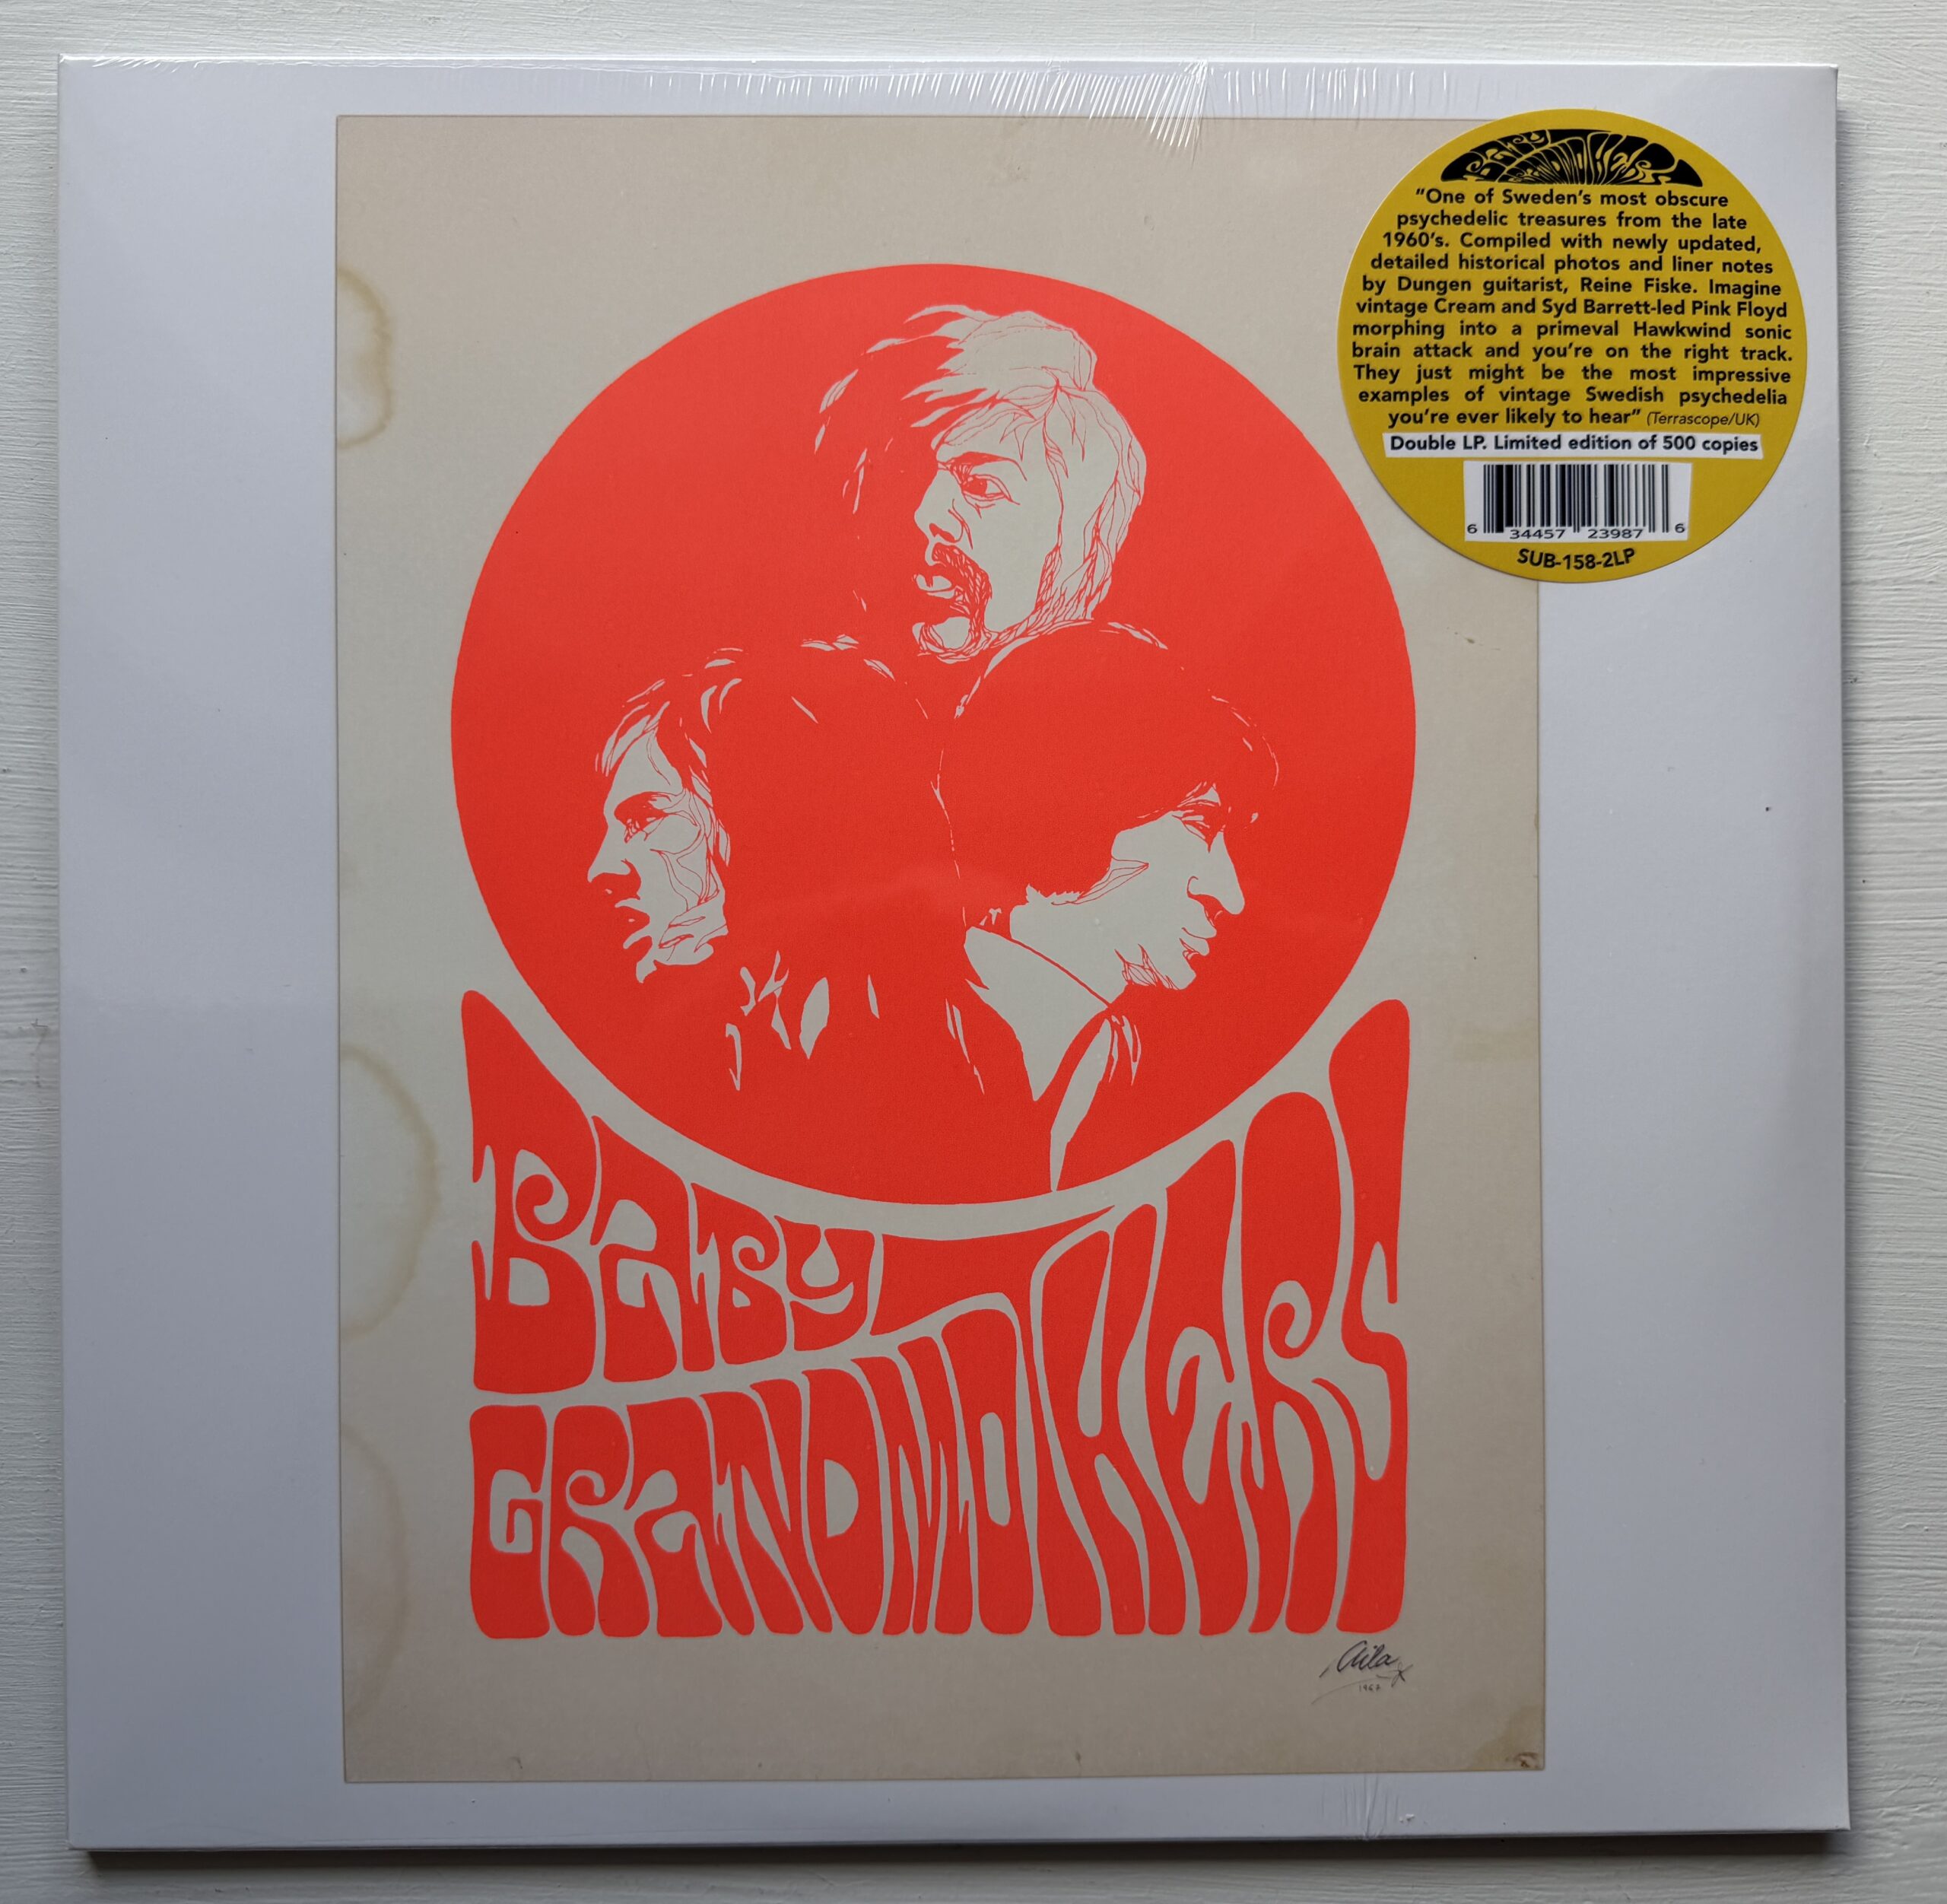 BaBy
GRaNDMOTHeRS
"One of Sweden's most obscure
psychedelic treasures from the late
1960's. Compiled with newly updated,
detailed historical photos and liner notes
by Dungen guitarist, Reine Fiske. Imagine
vintage Cream and Syd Barrett-led Pink Floyd
morphing into a primeval Hawkwind sonic
brain attack and you're on the right track.
They just might be the most impressive
examples of vintage Swedish psychedelia
you're ever likely to hear" (Terrascope/UK)
Double LP. Limited edition of 500 copies
6 34457 23987 6
SUB-158-2LP
BaBy
GRaNDMOTHeRS
1967